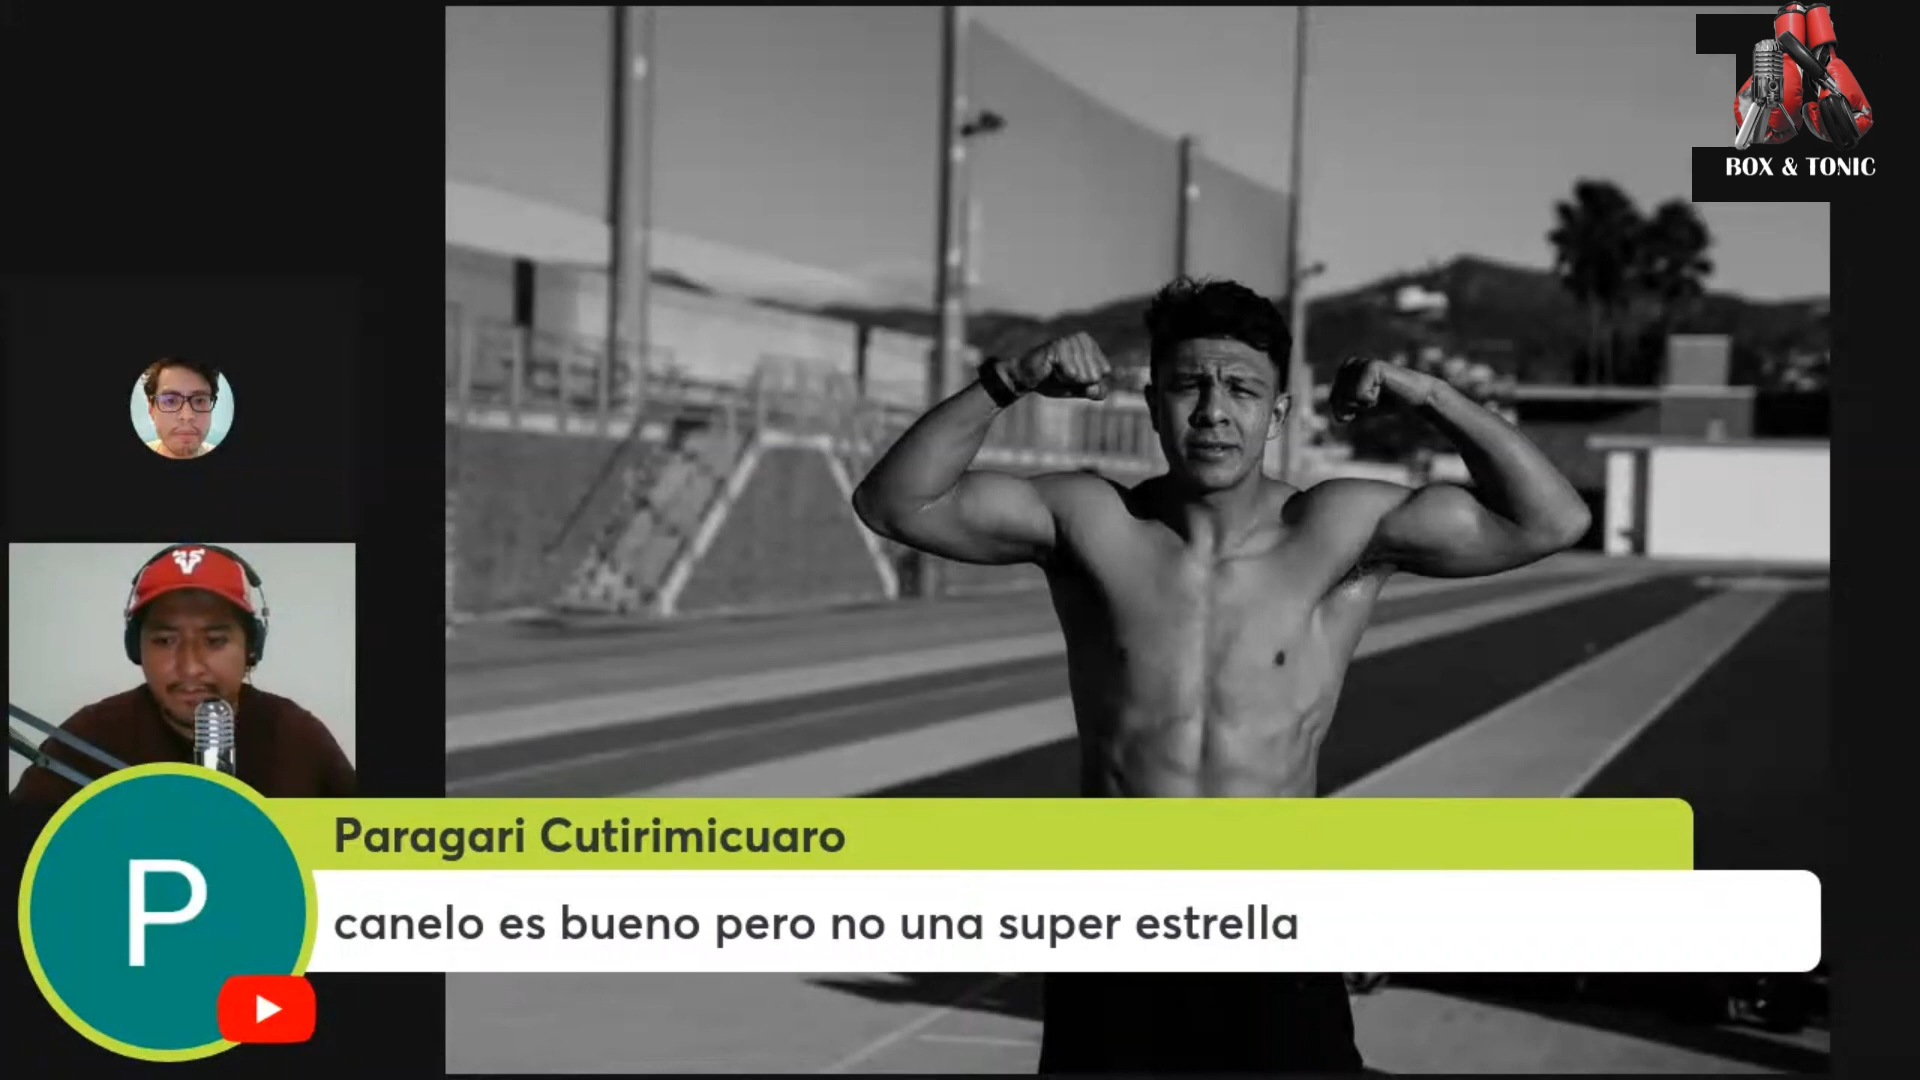 BOX & TONIC
Paragari Cutirimicuaro
P
canelo es bueno pero no una super estrella